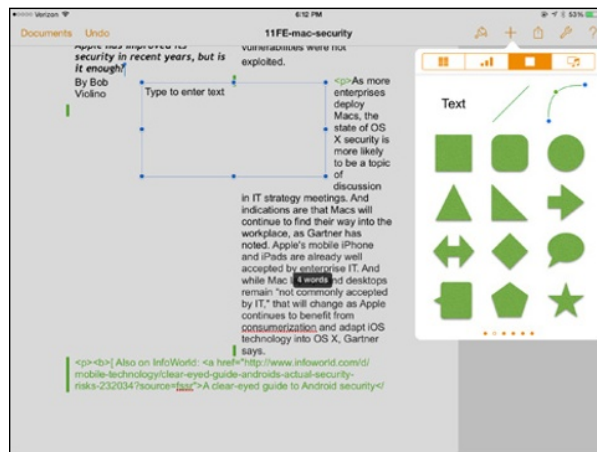 Verizon 6:12 PM 53%
Documents Undo 11FE-mac-security ?
Apple has improved its
security in recent years, but is
it enough?
By Bob
Violino
vulnerabilities were not
exploited.
Type to enter text
<p>As more
enterprises
deploy
Macs, the
state of OS
X security is
more likely
to be a topic
of
discussion
in IT strategy meetings. And
indications are that Macs will
continue to find their way into the
workplace, as Gartner has
noted. Apple's mobile iPhone
and iPads are already well
accepted by enterprise IT. And
while Mac nd desktops
4 words
remain "not commonly accepted
by IT," that will change as Apple
continues to benefit from
consumerization and adapt iOS
technology into OS X, Gartner
says.
<p><b>[ Also on InfoWorld: <a href="http://www.infoworld.com/d/
mobile-technology/clear-eyed-guide-androids-actual-security-
risks-232034?source=fssr">A clear-eyed guide to Android security</
Text